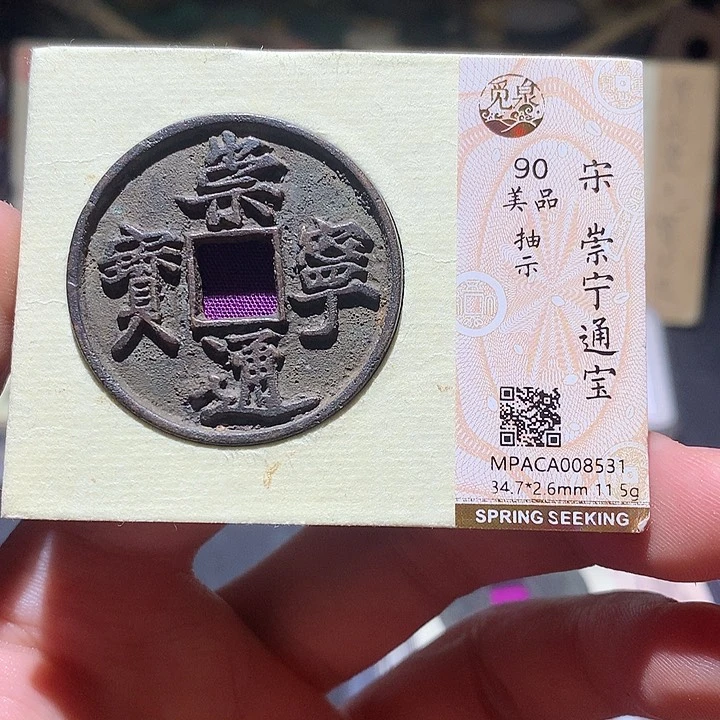 崇
寧
通
寶
觅泉
90
美品
抽示
宋 崇宁通宝
MPACA008531
34.7*2.6mm 11.5g
SPRING SEEKING